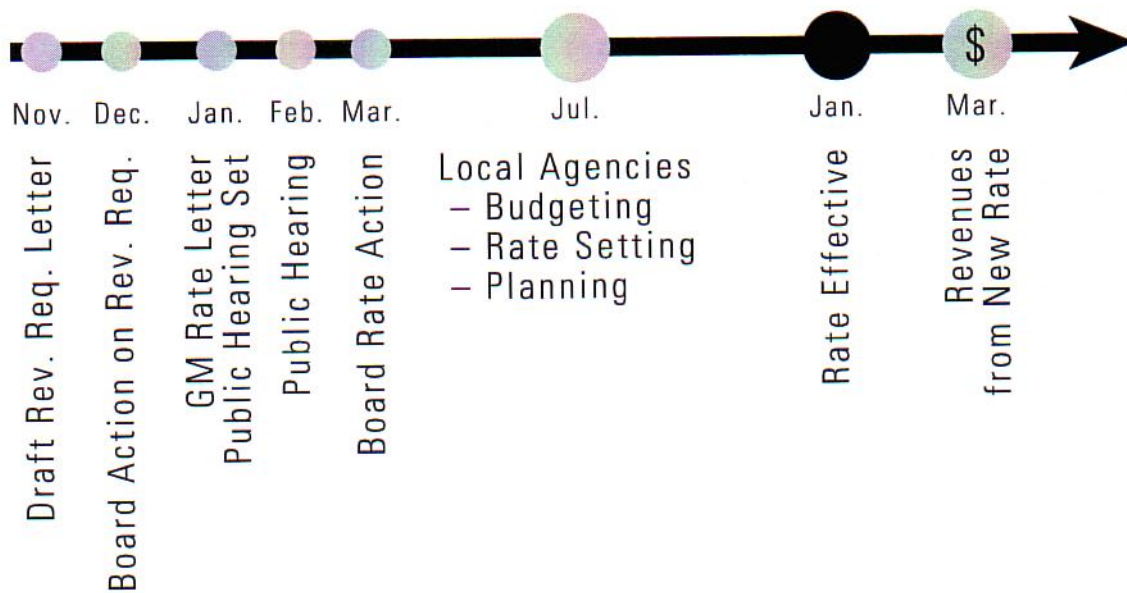 $
Nov.
Dec.
Jan.
Feb.
Mar.
Jul.
Jan.
Mar.
Draft Rev. Req. Letter
Board Action on Rev. Req.
GM Rate Letter
Public Hearing Set
Public Hearing
Board Rate Action
Local Agencies
– Budgeting
– Rate Setting
– Planning
Rate Effective
Revenues
from New Rate